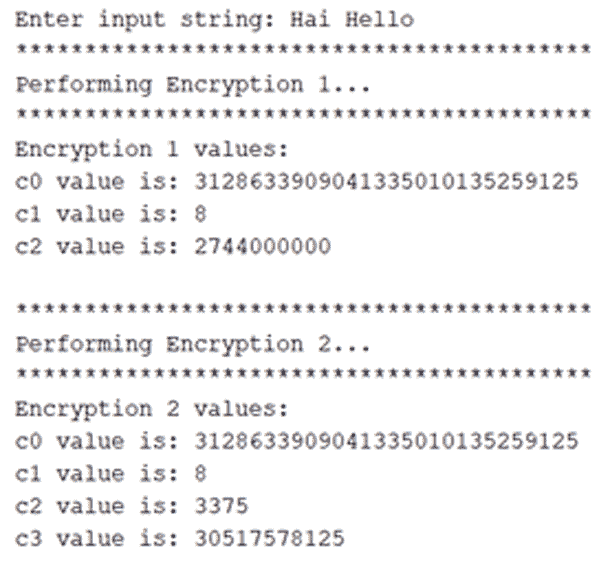 Enter input string: Hai Hello
******************************************
Performing Encryption 1...
******************************************
Encryption 1 values:
c0 value is: 3128633909041335010135259125
c1 value is: 8
c2 value is: 2744000000
******************************************
Performing Encryption 2...
******************************************
Encryption 2 values:
c0 value is: 3128633909041335010135259125
c1 value is: 8
c2 value is: 3375
c3 value is: 30517578125